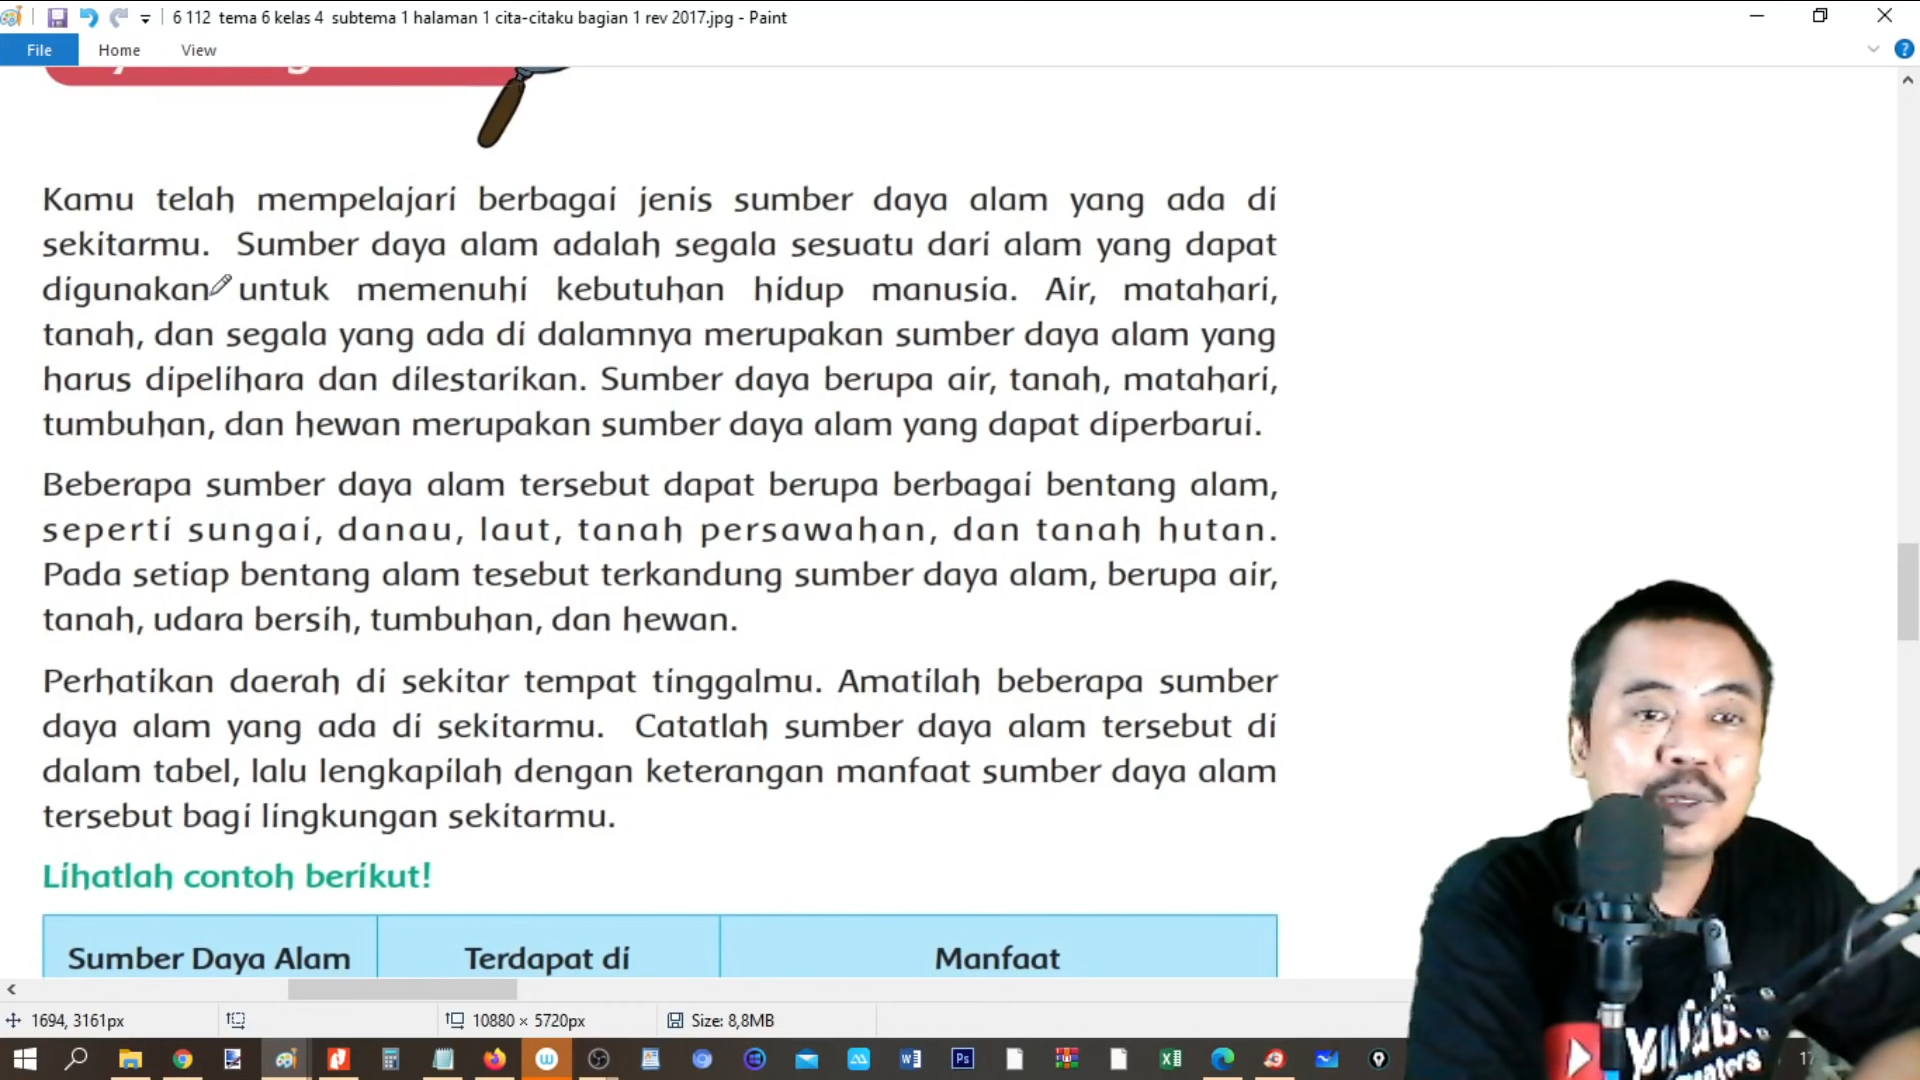 6 112 tema 6 kelas 4 subtema 1 halaman 1 cita-citaku bagian 1 rev 2017.jpg - Paint
File Home View
Kamu telah mempelajari berbagai jenis sumber daya alam yang ada di
sekitarmu. Sumber daya alam adalah segala sesuatu dari alam yang dapat
digunakan untuk memenuhi kebutuhan hidup manusia. Air, matahari,
tanah, dan segala yang ada di dalamnya merupakan sumber daya alam yang
harus dipelihara dan dilestarikan. Sumber daya berupa air, tanah, matahari,
tumbuhan, dan hewan merupakan sumber daya alam yang dapat diperbarui.
Beberapa sumber daya alam tersebut dapat berupa berbagai bentang alam,
seperti sungai, danau, laut, tanah persawahan, dan tanah hutan.
Pada setiap bentang alam tesebut terkandung sumber daya alam, berupa air,
tanah, udara bersih, tumbuhan, dan hewan.
Perhatikan daerah di sekitar tempat tinggalmu. Amatilah beberapa sumber
daya alam yang ada di sekitarmu. Catatlah sumber daya alam tersebut di
dalam tabel, lalu lengkapilah dengan keterangan manfaat sumber daya alam
tersebut bagi lingkungan sekitarmu.
Lihatlah contoh berikut!
Sumber Daya Alam Terdapat di Manfaat
1694, 3161px 10880 × 5720px Size: 8,8MB
Ps